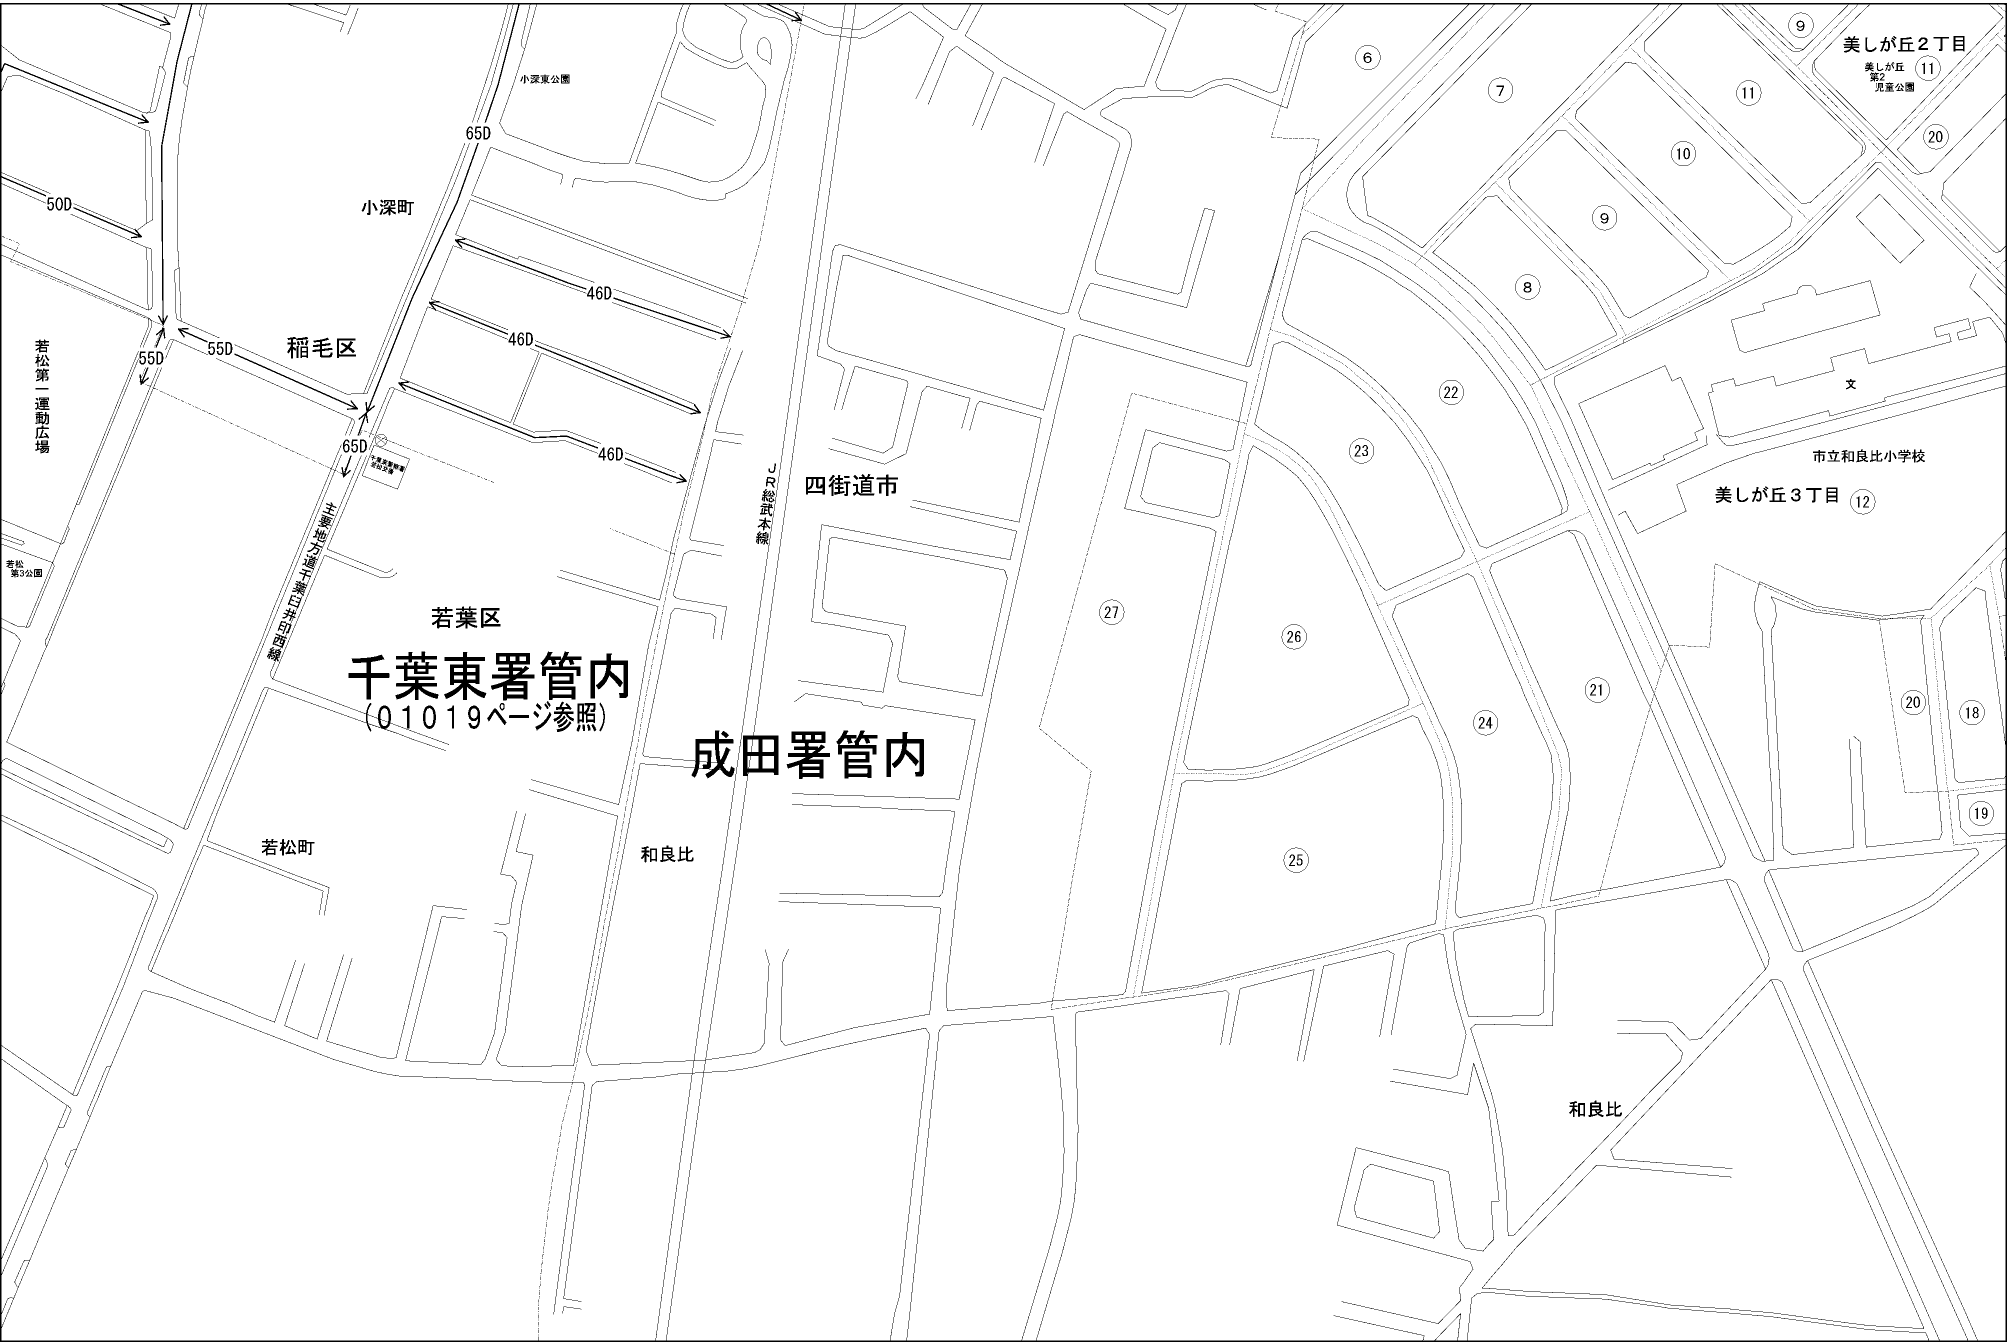 美しが丘２丁目
美しが丘
第2
児童公園
9
11
6
7
11
20
10
9
8
小深東公園
65D
50D
小深町
46D
46D
46D
55D
55D
65D
稲毛区
若松第一運動広場
22
23
文
市立和良比小学校
美しが丘３丁目
12
四街道市
ＪＲ総武本線
主要地方道千葉臼井印西線
若松
第3公園
若葉区
千葉東署管内
（０１０１９ページ参照）
成田署管内
27
26
21
24
20
18
19
25
若松町
和良比
和良比